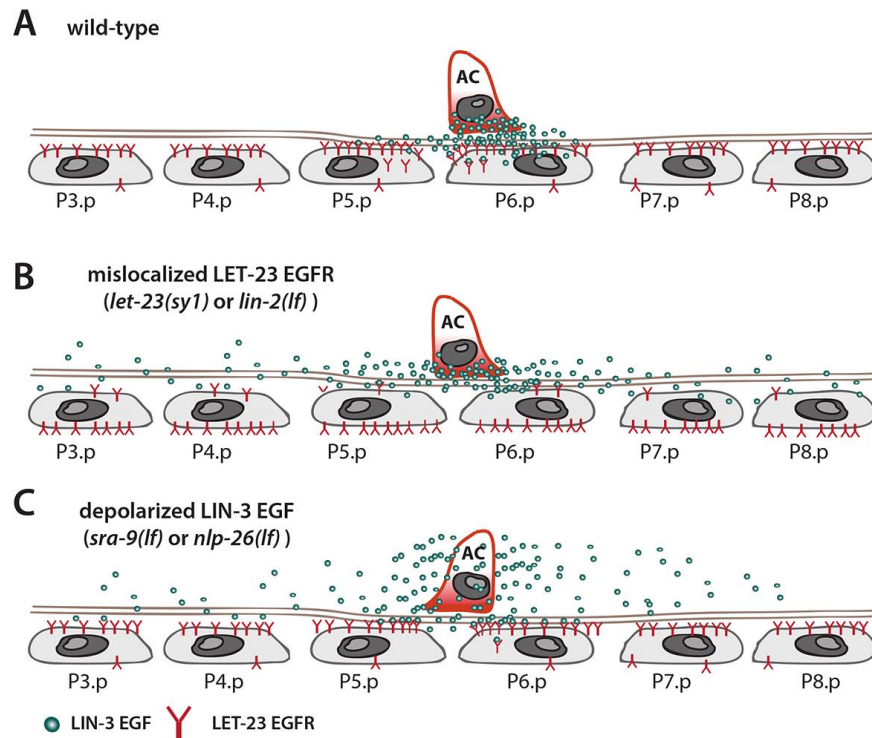 A
wild-type
AC
P3.p P4.p P5.p P6.p P7.p P8.p
B
mislocalized LET-23 EGFR
(let-23(sy1) or lin-2(lf) )
AC
P3.p P4.p P5.p P6.p P7.p P8.p
C
depolarized LIN-3 EGF
(sra-9(lf) or nlp-26(lf) )
AC
P3.p P4.p P5.p P6.p P7.p P8.p
LIN-3 EGF LET-23 EGFR